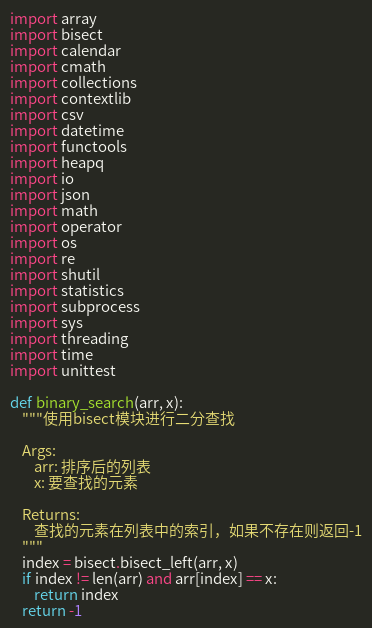 import array
import bisect
import calendar
import cmath
import collections
import contextlib
import csv
import datetime
import functools
import heapq
import io
import json
import math
import operator
import os
import re
import shutil
import statistics
import subprocess
import sys
import threading
import time
import unittest

def binary_search(arr, x):
    """使用bisect模块进行二分查找

    Args:
        arr: 排序后的列表
        x: 要查找的元素

    Returns:
        查找的元素在列表中的索引，如果不存在则返回-1
    """
    index = bisect.bisect_left(arr, x)
    if index != len(arr) and arr[index] == x:
        return index
    return -1